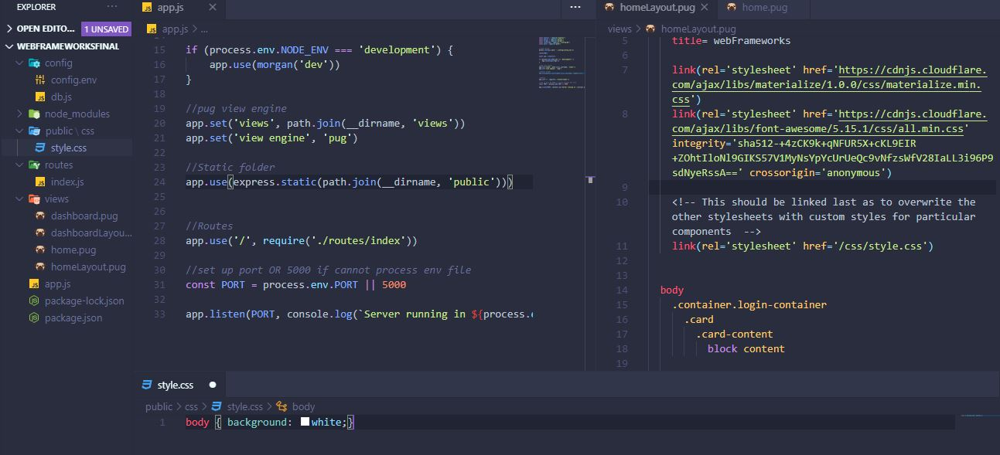 EXPLORER
OPEN EDITO... 1 UNSAVED
WEBFRAMEWORKSFINAL
config
config.env
db.js
node_modules
public \ css
style.css
routes
index.js
views
dashboard.pug
dashboardLayou...
home.pug
homeLayout.pug
app.js
package-lock.json
package.json
app.js
app.js > ...
14
15 if (process.env.NODE_ENV === 'development') {
16 app.use(morgan('dev'))
17 }
18
19 //pug view engine
20 app.set('views', path.join(__dirname, 'views'))
21 app.set('view engine', 'pug')
22
23 //Static folder
24 app.use(express.static(path.join(__dirname, 'public')))
25
26
27 //Routes
28 app.use('/', require('./routes/index'))
29
30 //set up port OR 5000 if cannot process env file
31 const PORT = process.env.PORT || 5000
32
33 app.listen(PORT, console.log(`Server running in ${process.e
homeLayout.pug
home.pug
views > homeLayout.pug
5 title= webFrameworks
6
7 link(rel='stylesheet' href='https://cdnjs.cloudflare.
com/ajax/libs/materialize/1.0.0/css/materialize.min.
css')
8 link(rel='stylesheet' href='https://cdnjs.cloudflare.
com/ajax/libs/font-awesome/5.15.1/css/all.min.css'
integrity='sha512-+4zCK9k+qNFUR5X+cKL9EIR
+ZOhtIloNl9GIKS57V1MyNsYpYcUrUeQc9vNfzsWfV28IaLL3i96P9
sdNyeRssA==' crossorigin='anonymous')
9
10 <!-- This should be linked last as to overwrite the
other stylesheets with custom styles for particular
components -->
11 link(rel='stylesheet' href='/css/style.css')
12
13
14 body
15 .container.login-container
16 .card
17 .card-content
18 block content
19
style.css
public > css > style.css > body
1 body { background: white;}